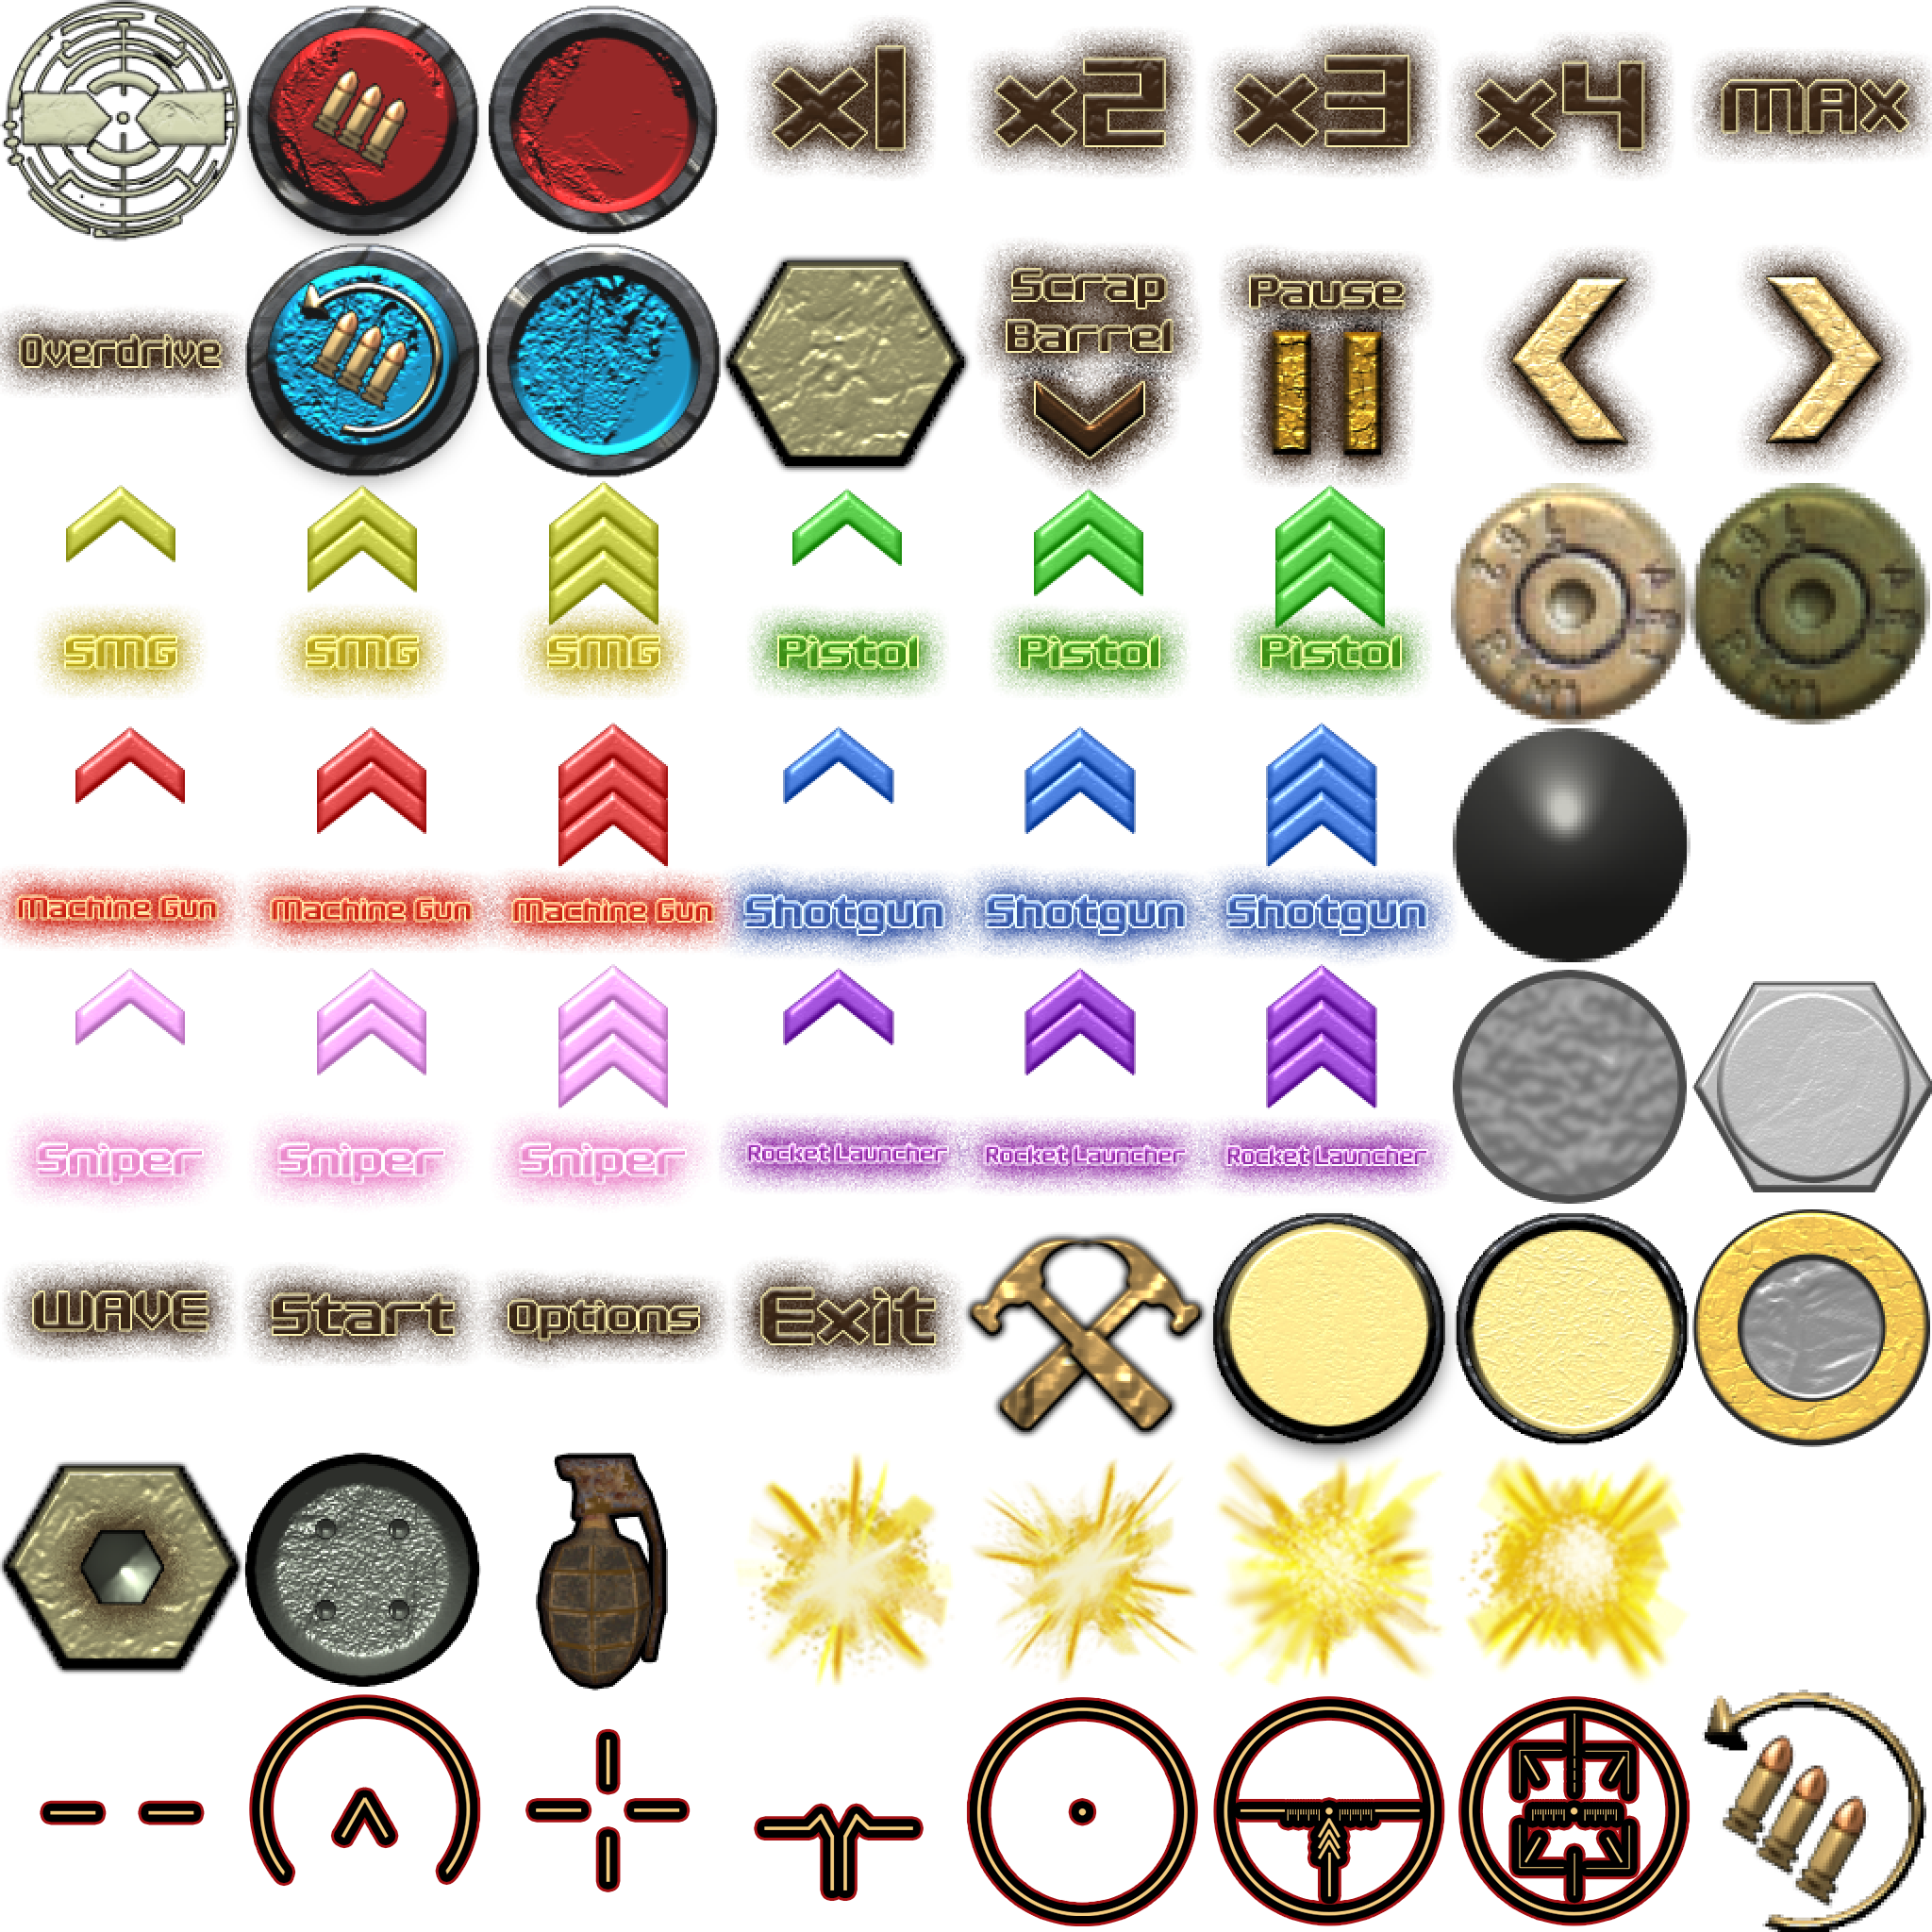 x1 x2 x3 x4 MAX
Overdrive
Scrap
Barrel
Pause
SMG SMG SMG Pistol Pistol Pistol
Machine Gun Machine Gun Machine Gun Shotgun Shotgun Shotgun
Sniper Sniper Sniper Rocket Launcher Rocket Launcher Rocket Launcher
WAVE Start Options Exit